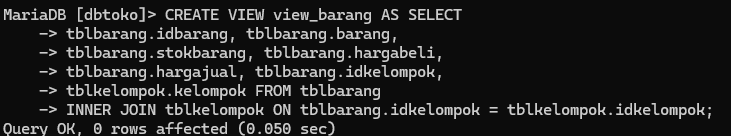 MariaDB [dbtoko]> CREATE VIEW view_barang AS SELECT
    -> tblbarang.idbarang, tblbarang.barang,
    -> tblbarang.stokbarang, tblbarang.hargabeli,
    -> tblbarang.hargajual, tblbarang.idkelompok,
    -> tblkelompok.kelompok FROM tblbarang
    -> INNER JOIN tblkelompok ON tblbarang.idkelompok = tblkelompok.idkelompok;
Query OK, 0 rows affected (0.050 sec)